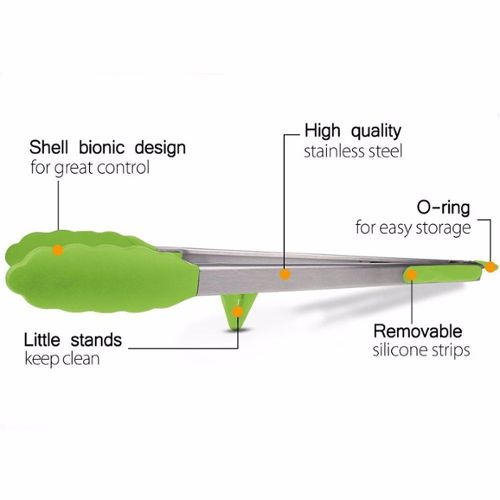 High quality
stainless steel
Shell bionic design
for great control
O-ring
for easy storage
Little stands
keep clean
Removable
silicone strips